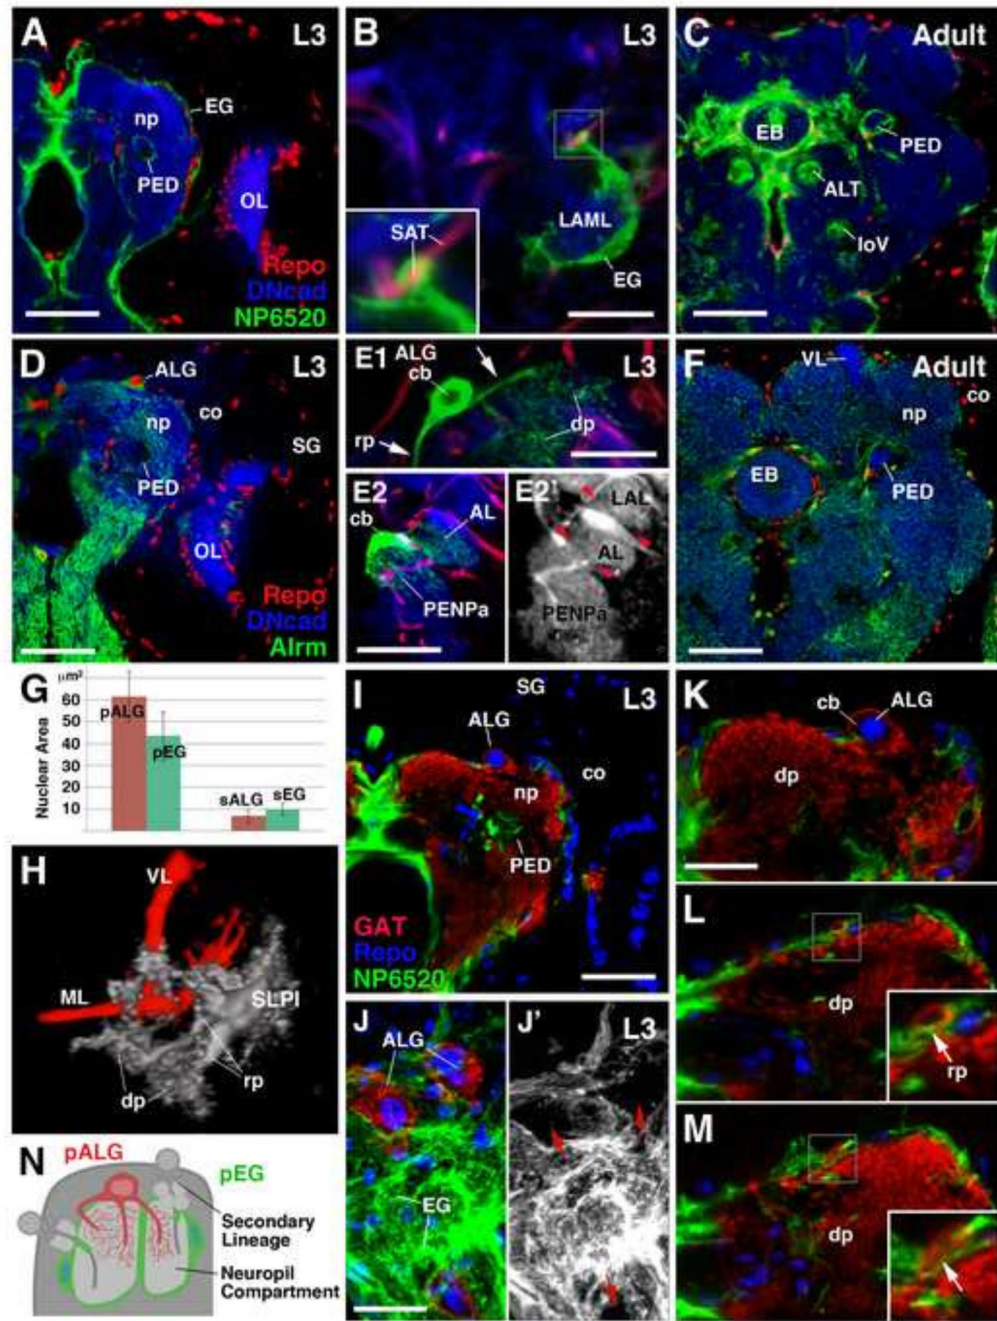 A L3
EG
np
PED
OL
Repo
DNcad
NP6520
B L3
SAT
LAML
EG
C Adult
EB
PED
ALT
loV
D L3
ALG
co
np
SG
PED
OL
Repo
DNcad
Alrm
E1 L3
ALG
cb
rp
dp
E2
cb
AL
PENPa
E2'
LAL
AL
PENPa
F Adult
VL
co
np
EB
PED
G
μm²
Nuclear Area
60
50
40
30
20
10
pALG
pEG
sALG
sEG
H
VL
ML
SLPl
rp
dp
I L3
SG
ALG
co
np
PED
GAT
Repo
NP6520
J
ALG
EG
J' L3
K
cb
ALG
dp
L
dp
rp
M
dp
N
pALG
pEG
Secondary
Lineage
Neuropil
Compartment